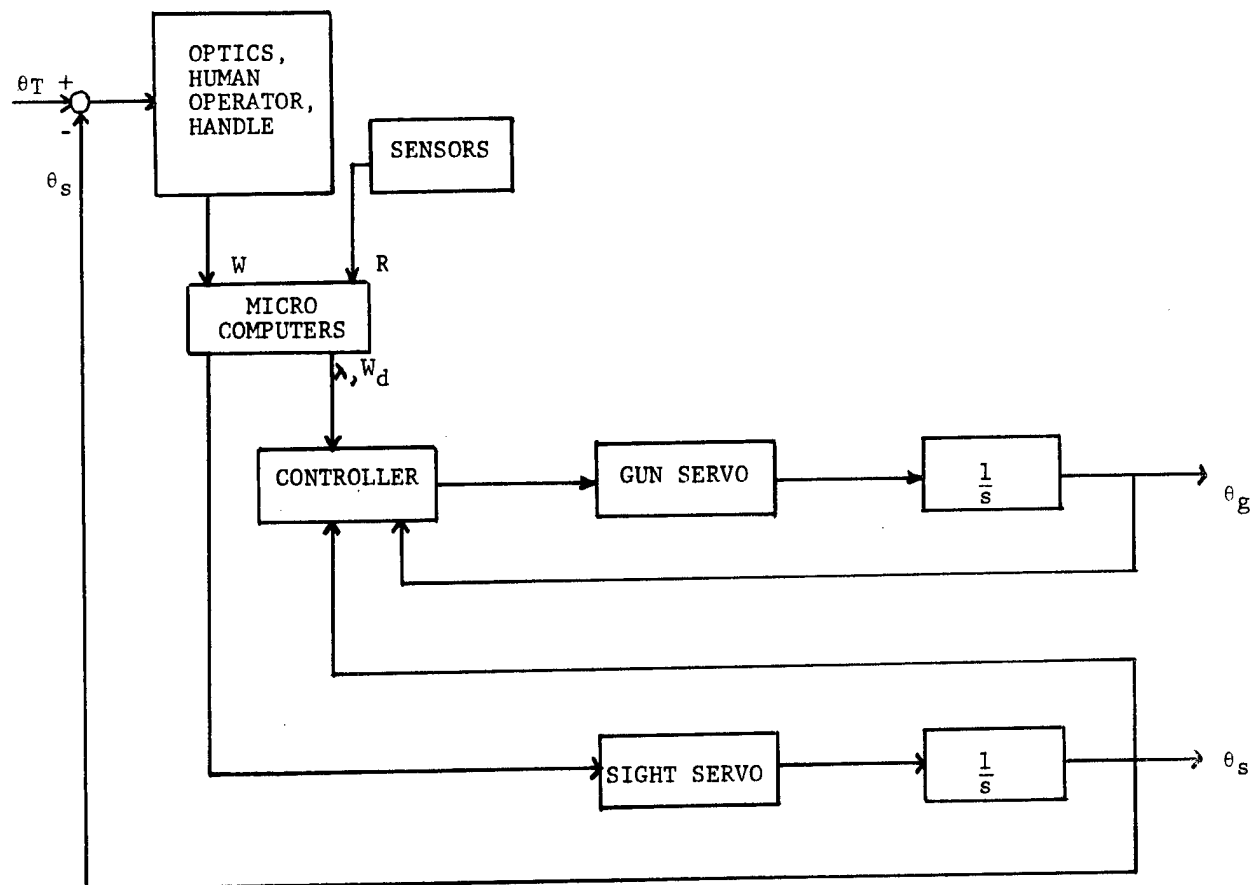 OPTICS,
HUMAN
OPERATOR,
HANDLE
θT +
-
θs
SENSORS
W
R
MICRO
COMPUTERS
λ,Wd
CONTROLLER
GUN SERVO
1
s
θg
SIGHT SERVO
1
s
θs